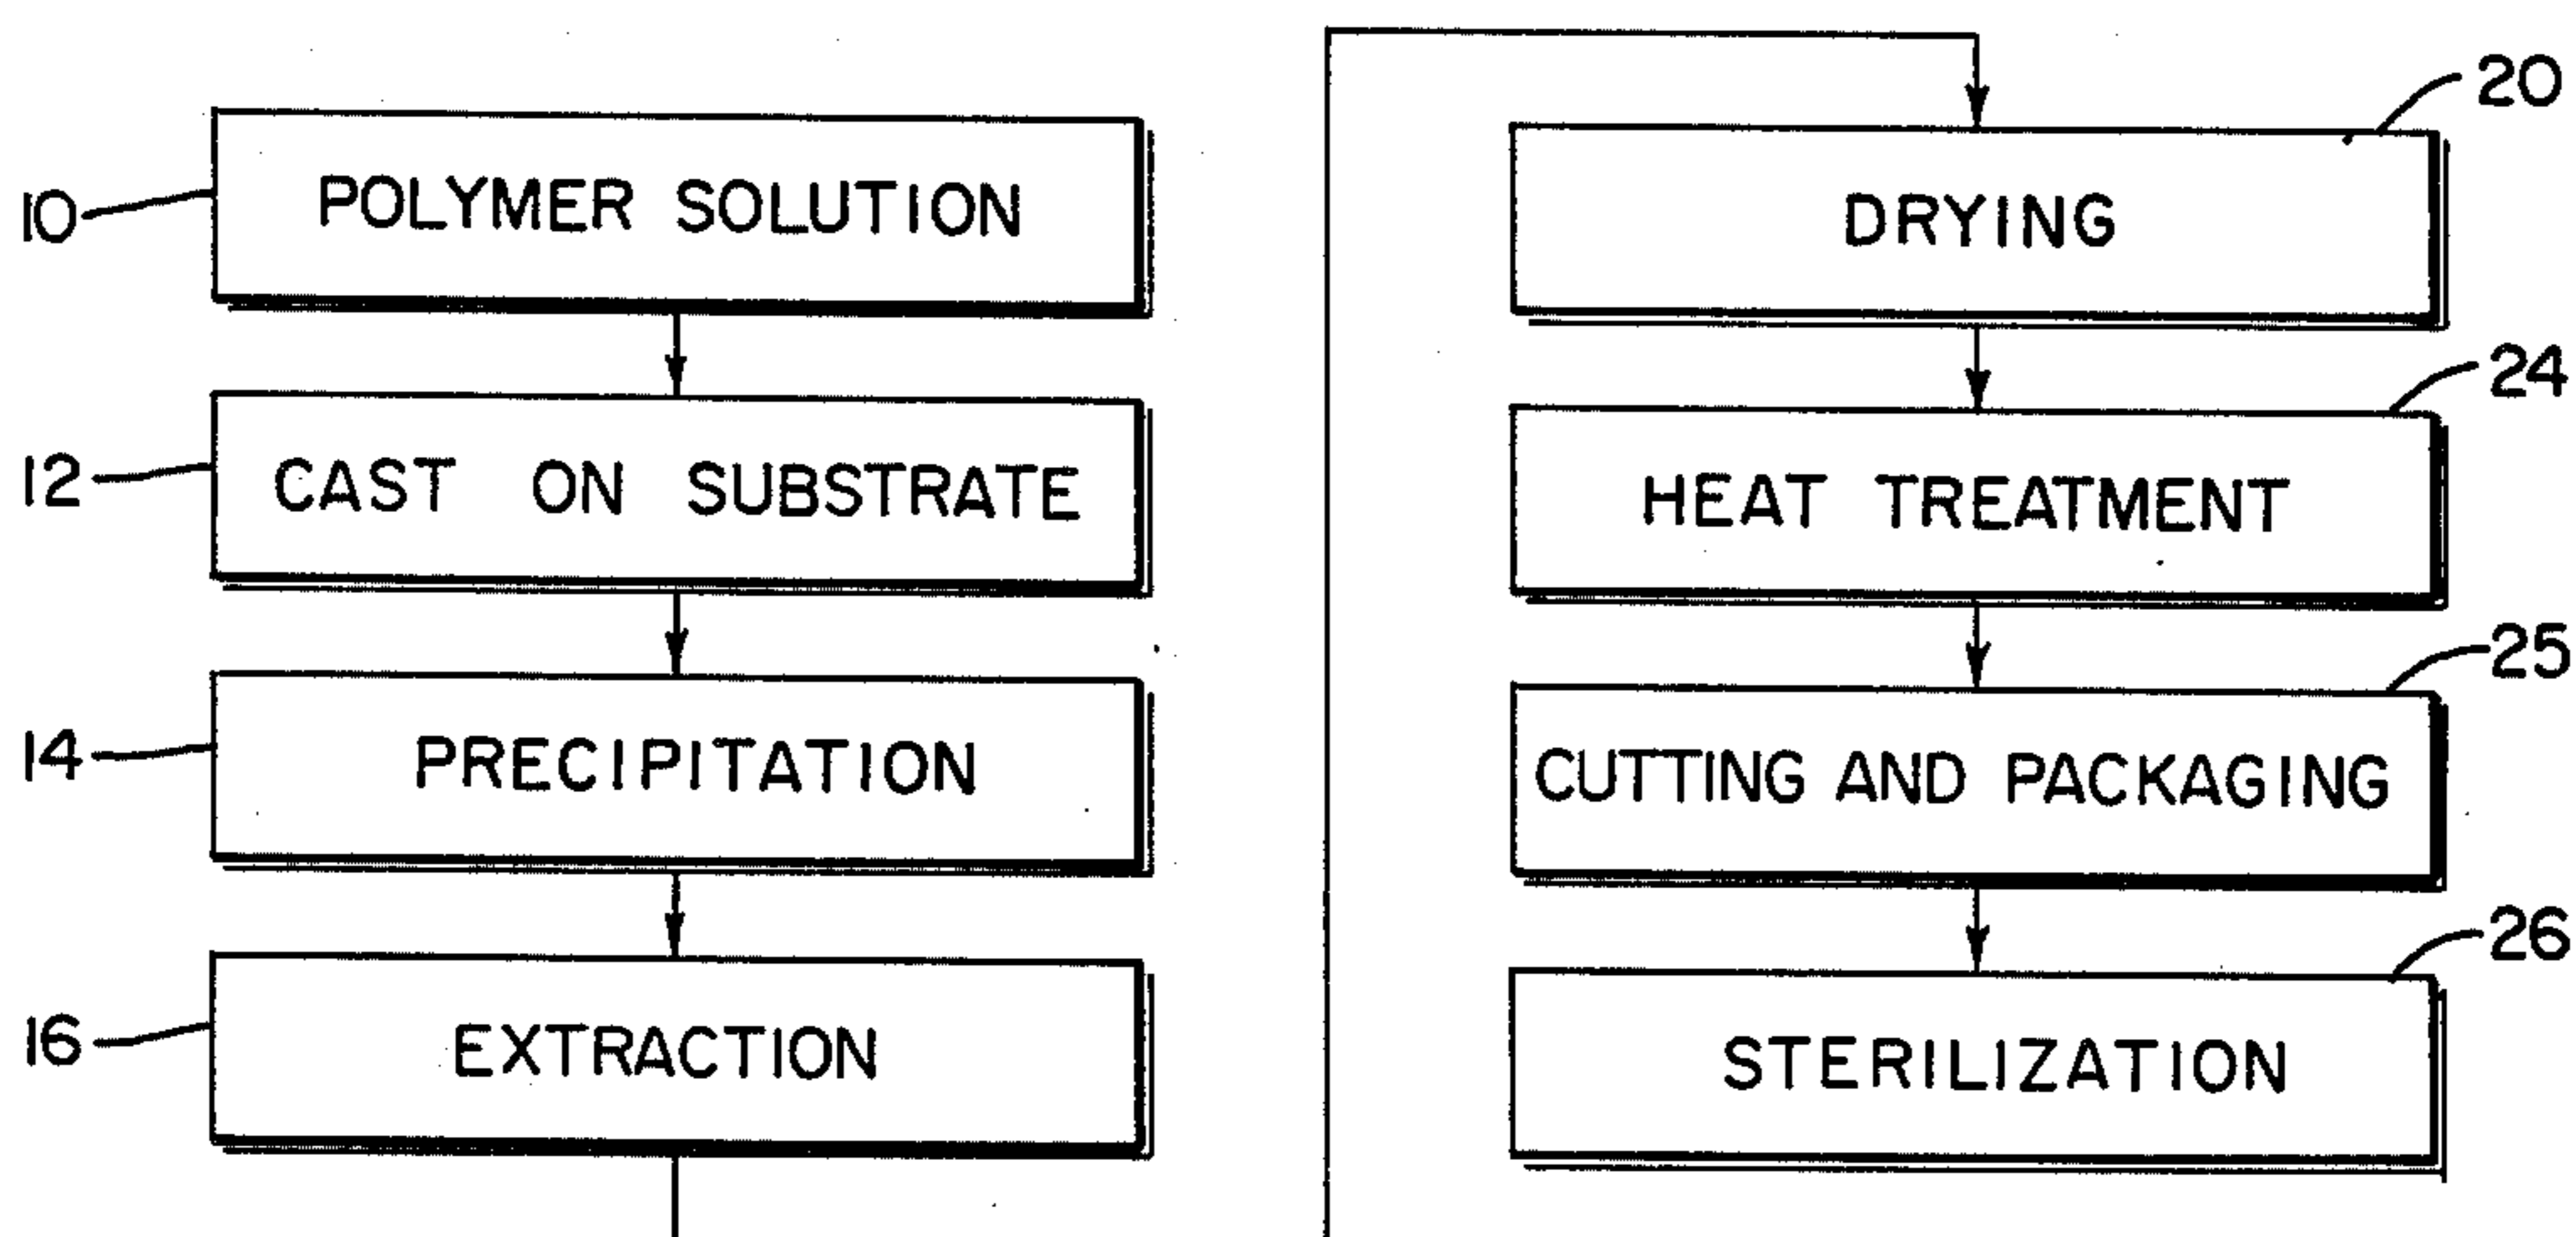 10
POLYMER SOLUTION
12
CAST ON SUBSTRATE
14
PRECIPITATION
16
EXTRACTION
20
DRYING
24
HEAT TREATMENT
25
CUTTING AND PACKAGING
26
STERILIZATION